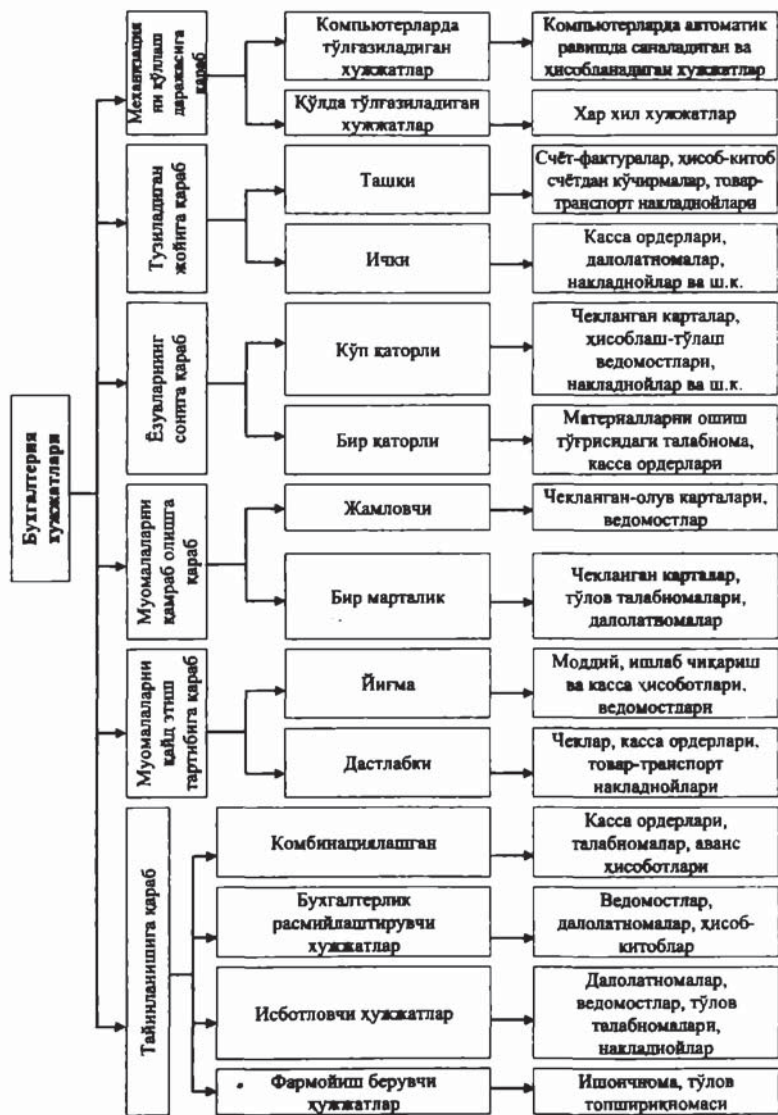 Бухгалтерия
хужжатлари
Механизация
ни қўллаш
даражасига
қараб
Компьютерларда
тўлғазиладиган
хужжатлар
Компьютерларда автоматик
равишда саналадиган ва
ҳисобланадиган хужжатлар
Қўлда тўлғазиладиган
хужжатлар
Хар хил хужжатлар
Тузиладиган
жойига қараб
Ташки
Счёт-фактуралар, ҳисоб-китоб
счётдан кўчирмалар, товар-
транспорт накладнойлари
Ички
Касса ордерлари,
далолатномалар,
накладнойлар ва ш.к.
Ёзувларнинг
сонига қараб
Кўп қаторли
Чекланган карталар,
ҳисоблаш-тўлаш
ведомостлари,
накладнойлар ва ш.к.
Бир қаторли
Материалларни ошиш
тўғрисидаги талабнома,
касса ордерлари
Муомалаларни
қамраб олишга
қараб
Жамловчи
Чекланган-олув карталари,
ведомостлар
Бир марталик
Чекланган карталар,
тўлов талабномалари,
далолатномалар
Муомалаларни
қайд этиш
тартибига қараб
Йиғма
Моддий, ишлаб чиқариш
ва касса ҳисоботлари,
ведомостлари
Дастлабки
Чеклар, касса ордерлари,
товар-транспорт
накладнойлари
Тайинланишига қараб
Комбинациялашган
Касса ордерлари,
талабномалар, аванс
ҳисоботлари
Бухгалтерлик
расмийлаштирувчи
хужжатлар
Ведомостлар,
далолатномалар, ҳисоб-
китоблар
Исботловчи ҳужжатлар
Далолатномалар,
ведомостлар, тўлов
талабномалари,
накладнойлар
Фармойиш берувчи
ҳужжатлар
Ишончнома, тўлов
топшириқномаси